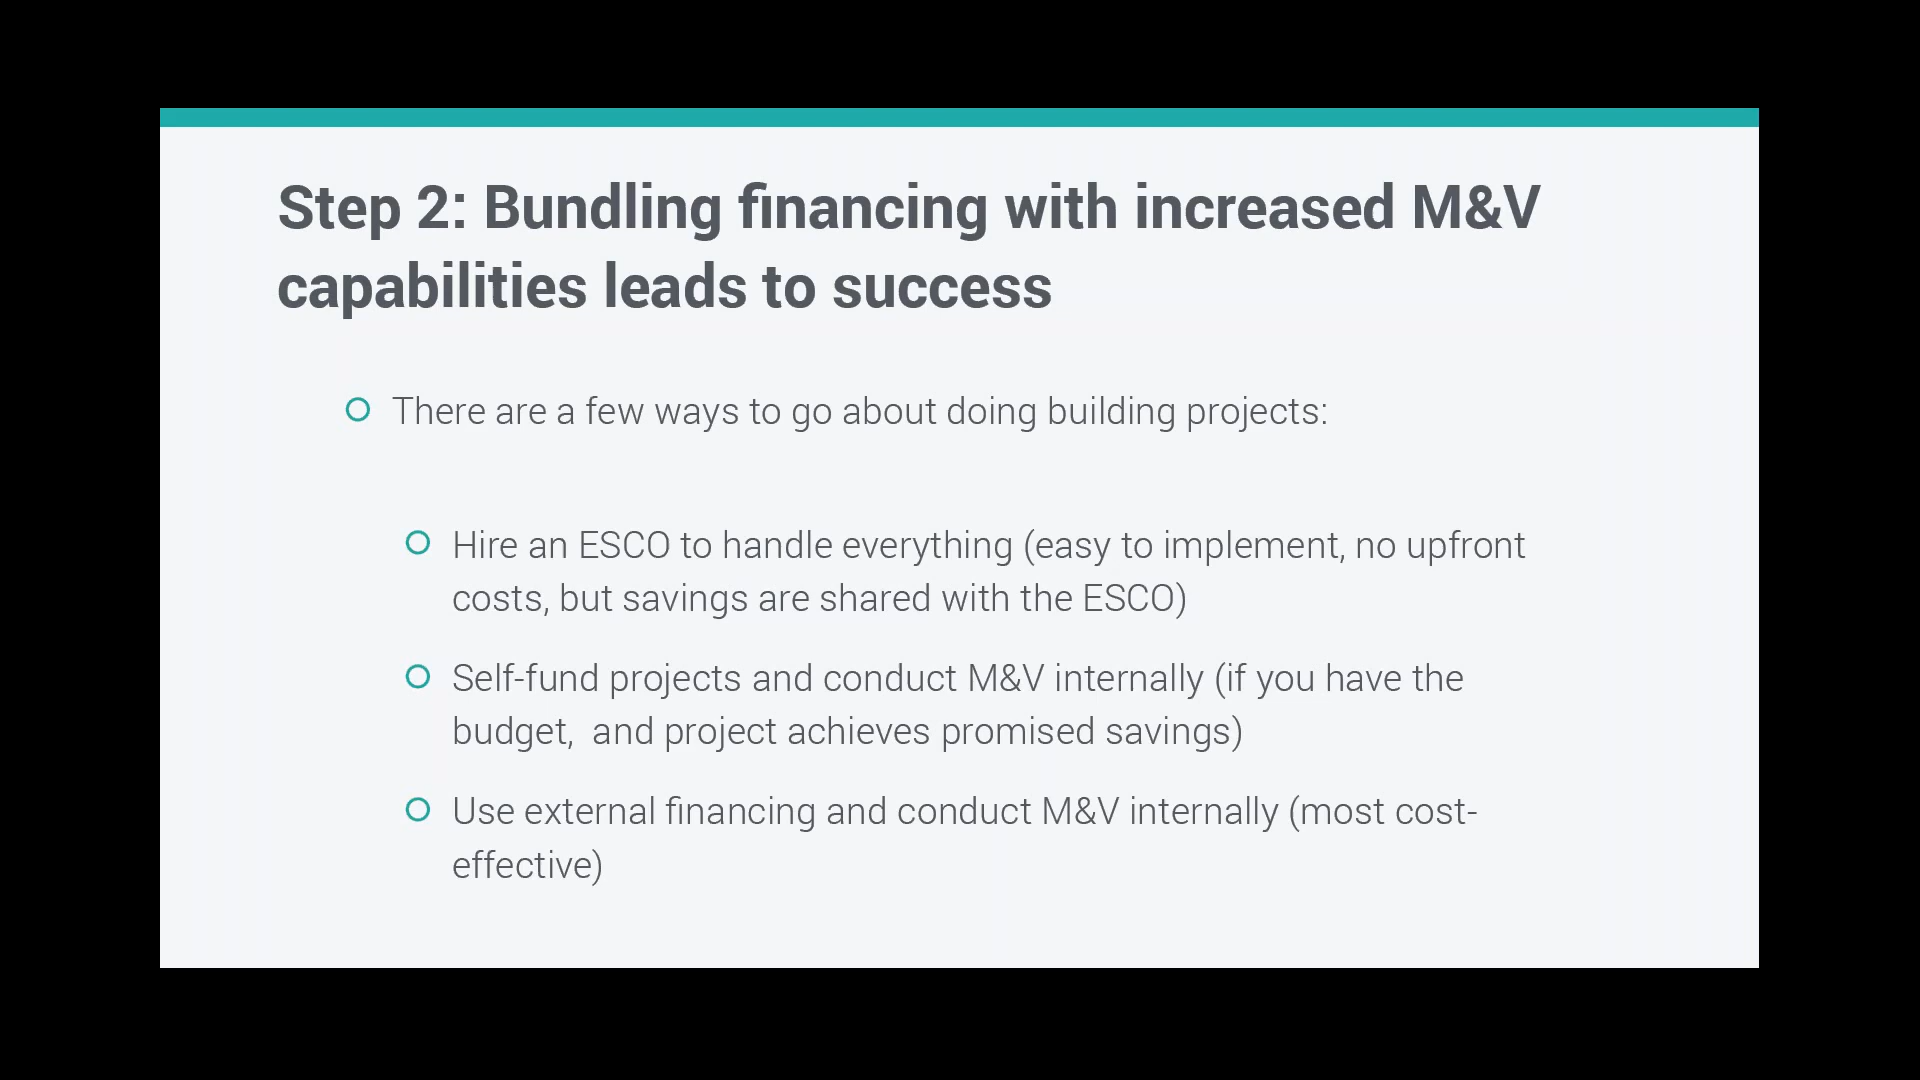 Step 2: Bundling financing with increased M&V
capabilities leads to success
There are a few ways to go about doing building projects:
Hire an ESCO to handle everything (easy to implement, no upfront
costs, but savings are shared with the ESCO)
Self-fund projects and conduct M&V internally (if you have the
budget,  and project achieves promised savings)
Use external financing and conduct M&V internally (most cost-
effective)